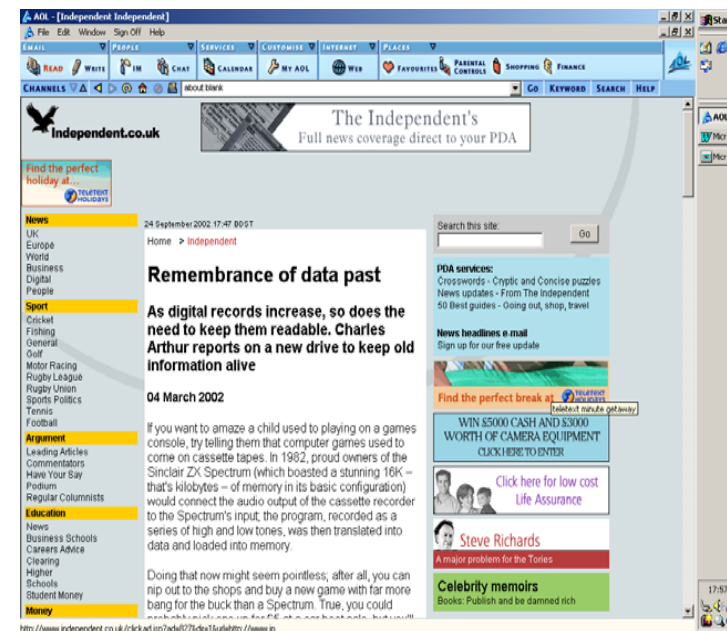 AOL - [Independent Independent]
File Edit Window Sign Off Help
EMAIL PEOPLE SERVICES CUSTOMISE INTERNET PLACES
READ WRITE IM CHAT CALENDAR MY AOL WEB FAVOURITES PARENTAL CONTROLS SHOPPING FINANCE
CHANNELS about:blank GO KEYWORD SEARCH HELP
Independent.co.uk
The Independent's
Full news coverage direct to your PDA
Find the perfect
holiday at...
TELETEXT
HOLIDAYS
News
UK
Europe
World
Business
Digital
People
Sport
Cricket
Fishing
General
Golf
Motor Racing
Rugby League
Rugby Union
Sports Politics
Tennis
Football
Argument
Leading Articles
Commentators
Have Your Say
Podium
Regular Columnists
Education
News
Business Schools
Careers Advice
Clearing
Higher
Schools
Student Money
Money
24 September 2002 17:47 BDST
Home > Independent
Remembrance of data past
As digital records increase, so does the
need to keep them readable. Charles
Arthur reports on a new drive to keep old
information alive
04 March 2002
If you want to amaze a child used to playing on a games
console, try telling them that computer games used to
come on cassette tapes. In 1982, proud owners of the
Sinclair ZX Spectrum (which boasted a stunning 16K –
that's kilobytes – of memory in its basic configuration)
would connect the audio output of the cassette recorder
to the Spectrum's input; the program, recorded as a
series of high and low tones, was then translated into
data and loaded into memory.
Doing that now might seem pointless; after all, you can
nip out to the shops and buy a new game with far more
bang for the buck than a Spectrum. True, you could
Search this site:
Go
PDA services:
Crosswords - Cryptic and Concise puzzles
News updates - From The Independent
50 Best guides - Going out, shop, travel
News headlines e-mail
Sign up for our free update
Find the perfect break at TELETEXT
teletext minute getaway
WIN £5000 CASH AND £3000
WORTH OF CAMERA EQUIPMENT
CLICK HERE TO ENTER
Click here for low cost
Life Assurance
Steve Richards
A major problem for the Tories
Celebrity memoirs
Books: Publish and be damned rich
Sta
AOL
Micr
Micr
17:57